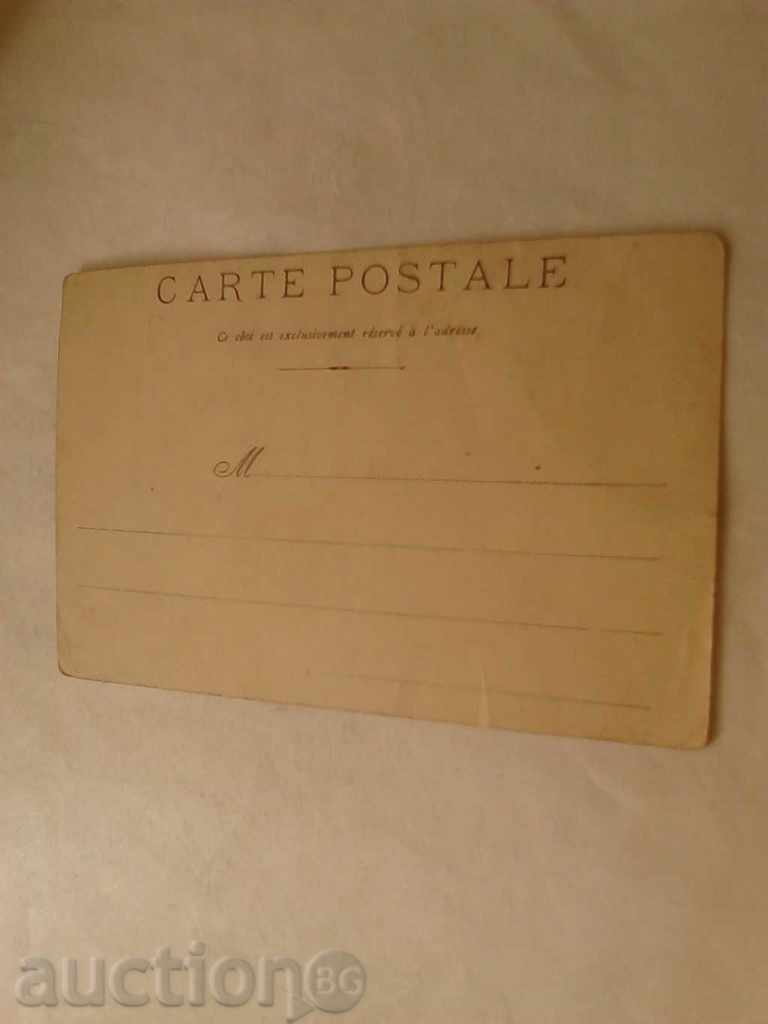 CARTE POSTALE
Ce côté est exclusivement réservé à l'adresse.
M
auctionBG